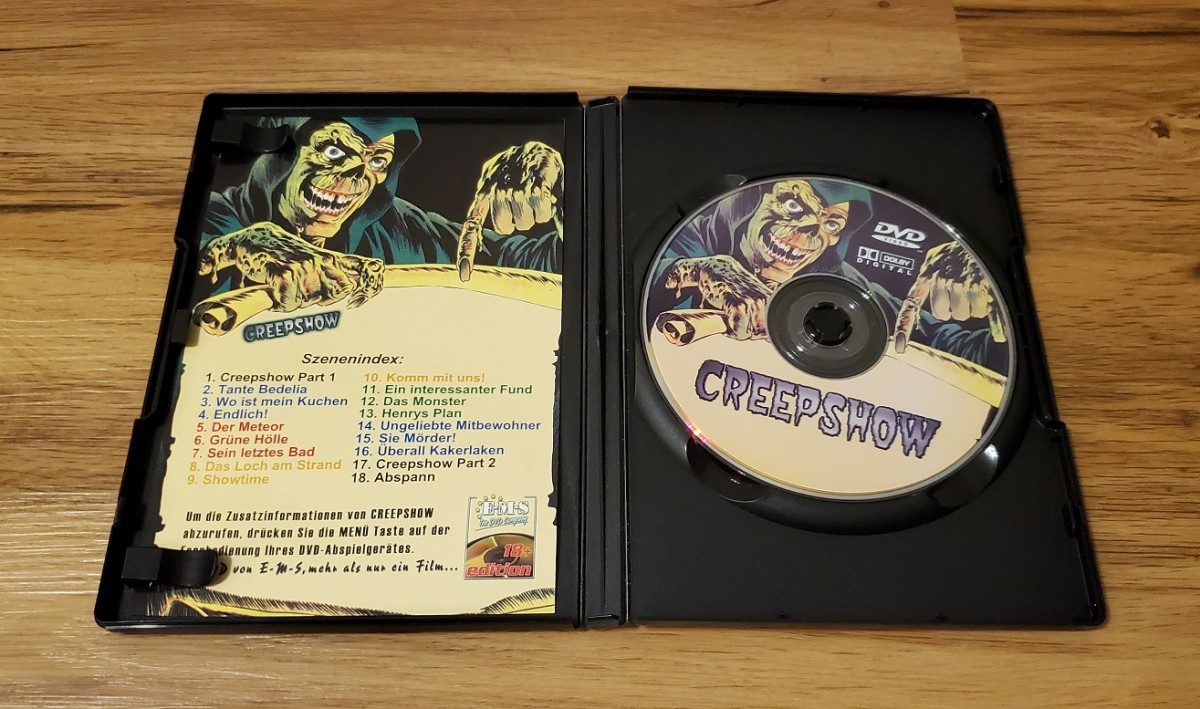 CREEPSHOW
Szenenindex:
1. Creepshow Part 1
2. Tante Bedelia
3. Wo ist mein Kuchen
4. Endlich!
5. Der Meteor
6. Grüne Hölle
7. Sein letztes Bad
8. Das Loch am Strand
9. Showtime
10. Komm mit uns!
11. Ein interessanter Fund
12. Das Monster
13. Henrys Plan
14. Ungeliebte Mitbewohner
15. Sie Mörder!
16. Überall Kakerlaken
17. Creepshow Part 2
18. Abspann
Um die Zusatzinformationen von CREEPSHOW
abzurufen, drücken Sie die MENÜ Taste auf der
Ihres DVD-Abspielgerätes.
von E-M-S, mehr als nur ein Film...
E-M-S
The DVD Company
18+
edition
DVD
VIDEO
DOLBY
DIGITAL
CREEPSHOW